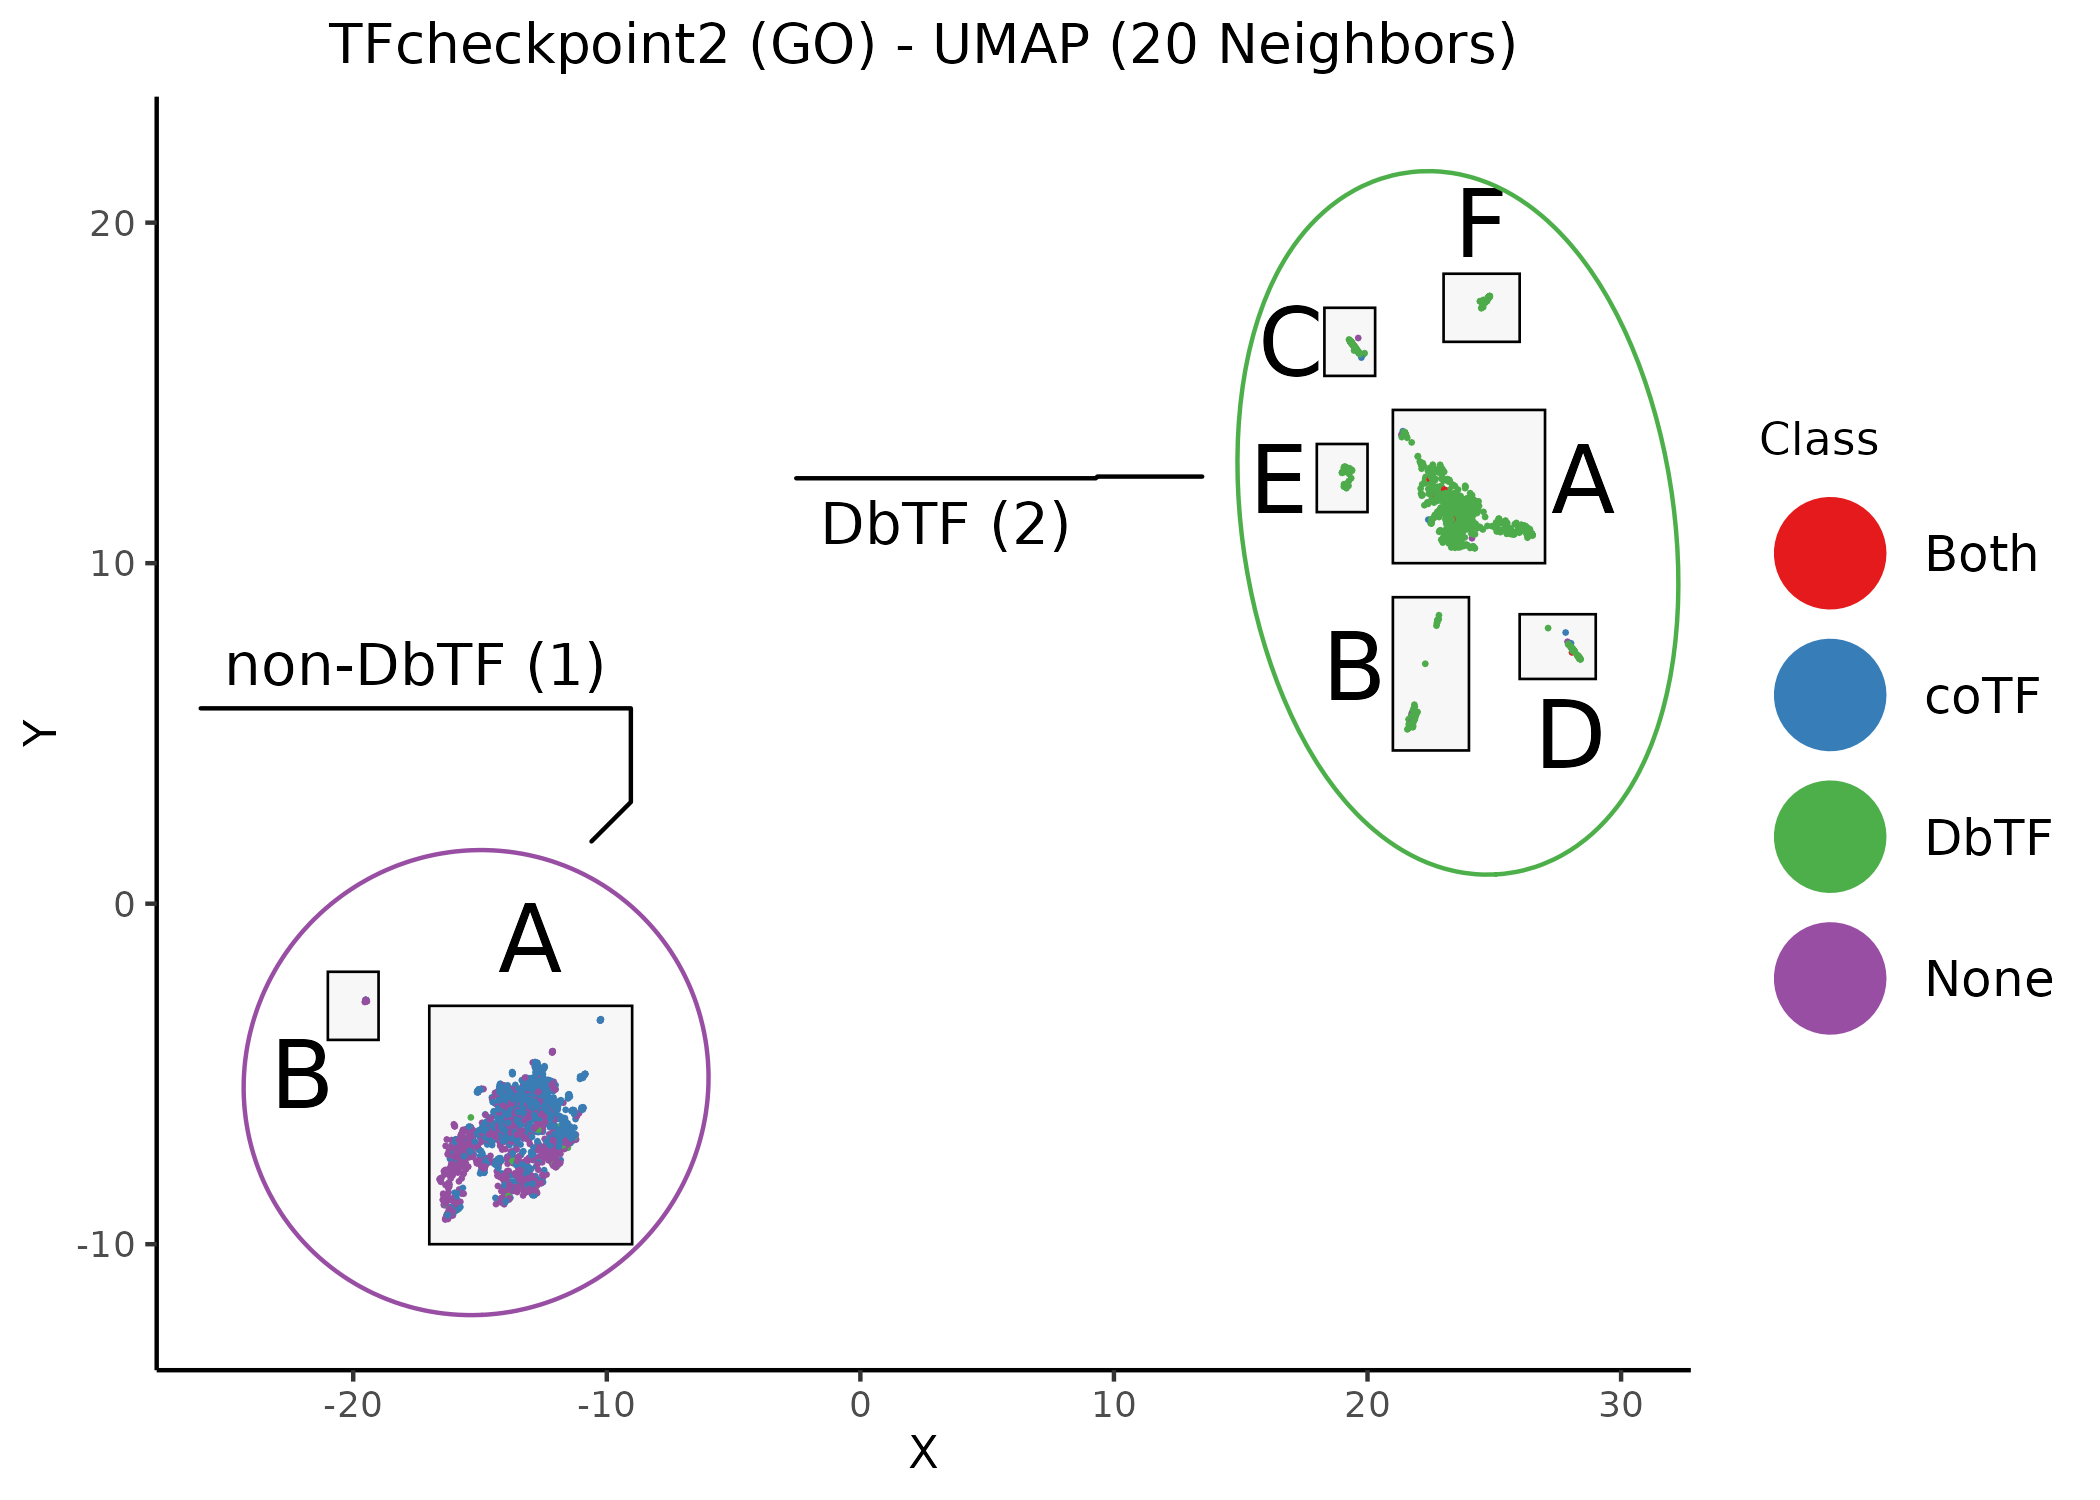 TFcheckpoint2 (GO) - UMAP (20 Neighbors)
Y
20
10
0
-10
-20
-10
0
10
20
30
X
non-DbTF (1)
A
B
DbTF (2)
F
C
E
A
B
D
Class
Both
coTF
DbTF
None